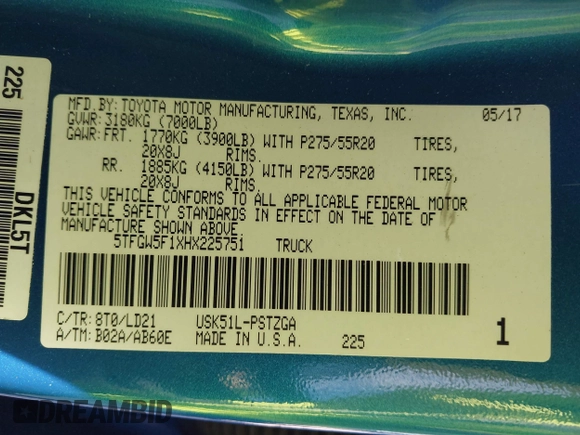 MFD.BY:TOYOTA MOTOR MANUFACTURING, TEXAS, INC. 05/17
GVWR:3180KG (7000LB)
GAWR:FRT. 1770KG (3900LB) WITH P275/55R20 TIRES,
20X8J RIMS.
RR. 1885KG (4150LB) WITH P275/55R20 TIRES,
20X8J RIMS.
THIS VEHICLE CONFORMS TO ALL APPLICABLE FEDERAL MOTOR
VEHICLE SAFETY STANDARDS IN EFFECT ON THE DATE OF
MANUFACTURE SHOWN ABOVE.
5TFGW5F1XHX225751 TRUCK
C/TR:8T0/LD21 USK51L-PSTZGA
A/TM:B02A/AB60E MADE IN U.S.A. 225
1
225
DKL5T
DREAMBID